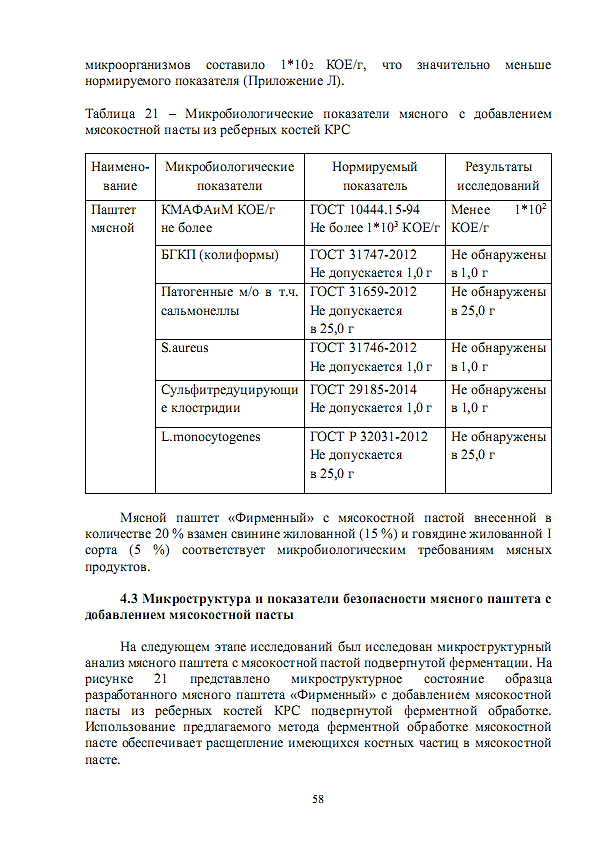 микроорганизмов составило 1*10₂ КОЕ/г, что значительно меньше
нормируемого показателя (Приложение Л).
Таблица 21 – Микробиологические показатели мясного с добавлением
мясокостной пасты из реберных костей КРС
Наимено-
вание
Микробиологические
показатели
Нормируемый
показатель
Результаты
исследований
Паштет
мясной
КМАФАиМ КОЕ/г
не более
ГОСТ 10444.15-94
Не более 1*10³ КОЕ/г
Менее 1*10²
КОЕ/г
БГКП (колиформы)
ГОСТ 31747-2012
Не допускается 1,0 г
Не обнаружены
в 1,0 г
Патогенные м/о в т.ч.
сальмонеллы
ГОСТ 31659-2012
Не допускается
в 25,0 г
Не обнаружены
в 25,0 г
S.aureus
ГОСТ 31746-2012
Не допускается 1,0 г
Не обнаружены
в 1,0 г
Сульфитредуцирующи
е клостридии
ГОСТ 29185-2014
Не допускается 1,0 г
Не обнаружены
в 1,0 г
L.monocytogenes
ГОСТ Р 32031-2012
Не допускается
в 25,0 г
Не обнаружены
в 25,0 г
Мясной паштет «Фирменный» с мясокостной пастой внесенной в
количестве 20 % взамен свинине жилованной (15 %) и говядине жилованной I
сорта (5 %) соответствует микробиологическим требованиям мясных
продуктов.
4.3 Микроструктура и показатели безопасности мясного паштета с
добавлением мясокостной пасты
На следующем этапе исследований был исследован микроструктурный
анализ мясного паштета с мясокостной пастой подвергнутой ферментации. На
рисунке 21 представлено микроструктурное состояние образца
разработанного мясного паштета «Фирменный» с добавлением мясокостной
пасты из реберных костей КРС подвергнутой ферментной обработке.
Использование предлагаемого метода ферментной обработке мясокостной
пасте обеспечивает расщепление имеющихся костных частиц в мясокостной
пасте.
58